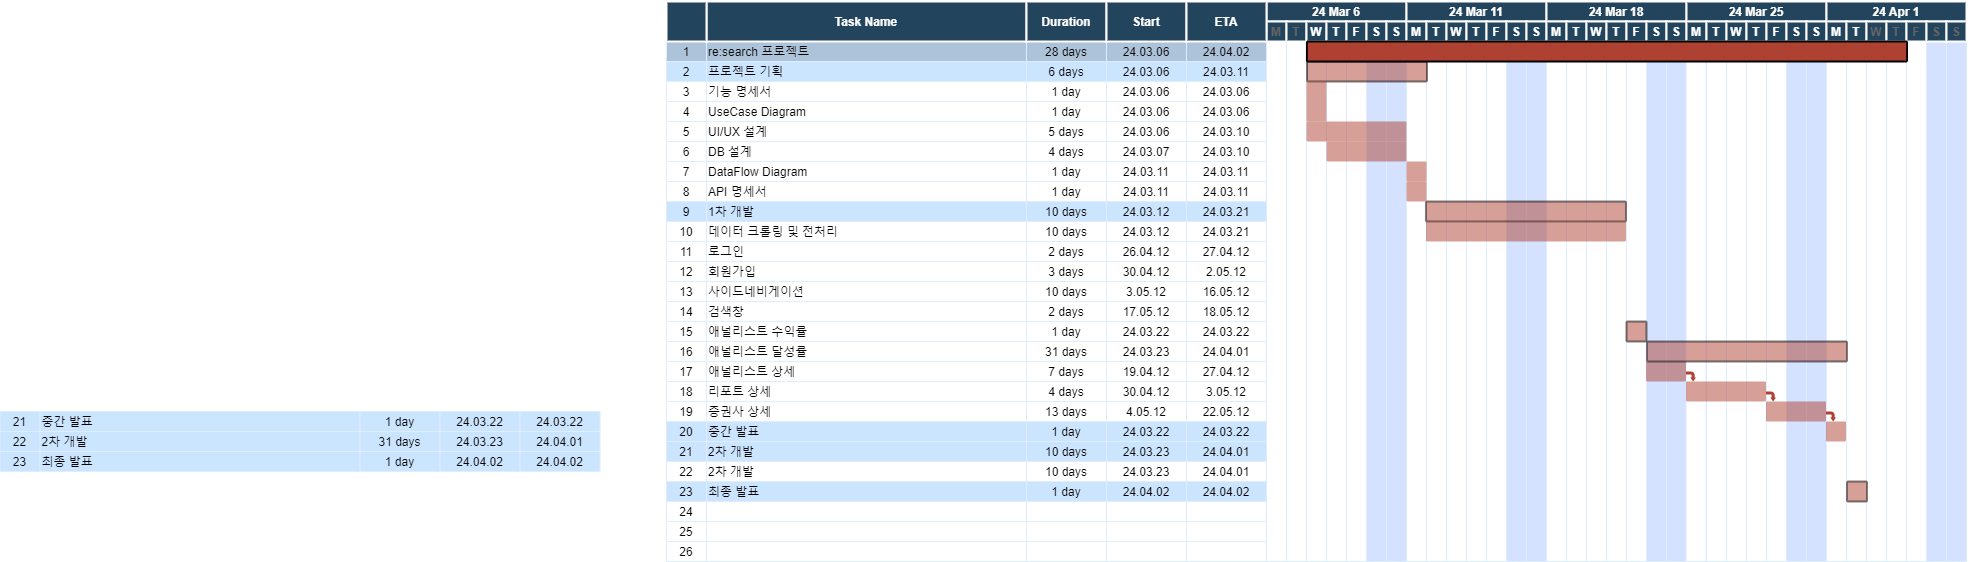 Task Name Duration Start ETA 24 Mar 6 24 Mar 11 24 Mar 18 24 Mar 25 24 Apr 1
M T W T F S S M T W T F S S M T W T F S S M T W T F S S M T W T F S S
1 re:search 프로젝트 28 days 24.03.06 24.04.02
2 프로젝트 기획 6 days 24.03.06 24.03.11
3 기능 명세서 1 day 24.03.06 24.03.06
4 UseCase Diagram 1 day 24.03.06 24.03.06
5 UI/UX 설계 5 days 24.03.06 24.03.10
6 DB 설계 4 days 24.03.07 24.03.10
7 DataFlow Diagram 1 day 24.03.11 24.03.11
8 API 명세서 1 day 24.03.11 24.03.11
9 1차 개발 10 days 24.03.12 24.03.21
10 데이터 크롤링 및 전처리 10 days 24.03.12 24.03.21
11 로그인 2 days 26.04.12 27.04.12
12 회원가입 3 days 30.04.12 2.05.12
13 사이드네비게이션 10 days 3.05.12 16.05.12
14 검색창 2 days 17.05.12 18.05.12
15 애널리스트 수익률 1 day 24.03.22 24.03.22
16 애널리스트 달성률 31 days 24.03.23 24.04.01
17 애널리스트 상세 7 days 19.04.12 27.04.12
18 리포트 상세 4 days 30.04.12 3.05.12
19 증권사 상세 13 days 4.05.12 22.05.12
20 중간 발표 1 day 24.03.22 24.03.22
21 2차 개발 10 days 24.03.23 24.04.01
22 2차 개발 10 days 24.03.23 24.04.01
23 최종 발표 1 day 24.04.02 24.04.02
24
25
26
21 중간 발표 1 day 24.03.22 24.03.22
22 2차 개발 31 days 24.03.23 24.04.01
23 최종 발표 1 day 24.04.02 24.04.02